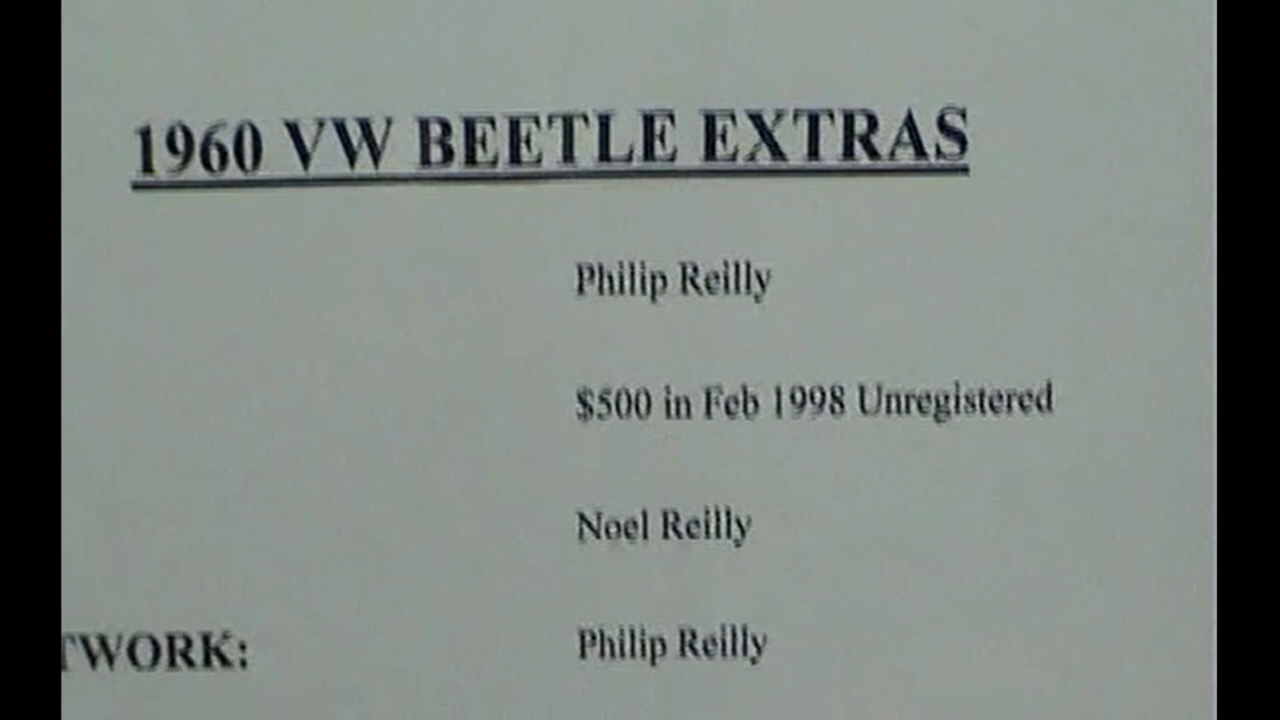 1960 VW BEETLE EXTRAS
Philip Reilly
$500 in Feb 1998 Unregistered
Noel Reilly
TWORK: Philip Reilly